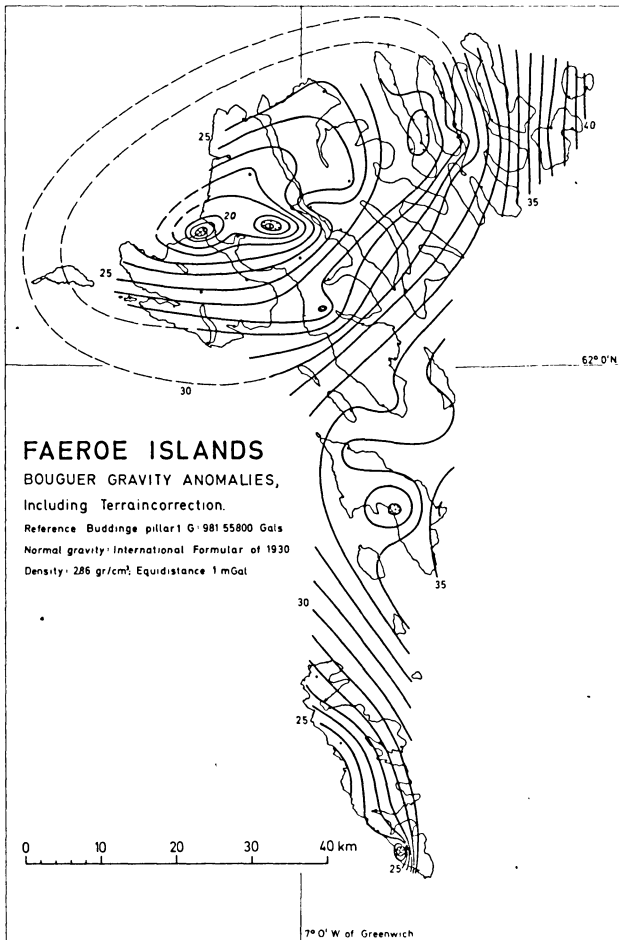 25
40
20
35
25
62° 0'N
30
FAEROE ISLANDS
BOUGUER GRAVITY ANOMALIES,
Including Terraincorrection.
Reference Buddinge pillar 1 G: 981 55800 Gals
Normal gravity: International Formular of 1930
Density: 2.86 gr/cm³; Equidistance 1 mGal
35
30
25
0 10 20 30 40 km
25
7° 0' W of Greenwich